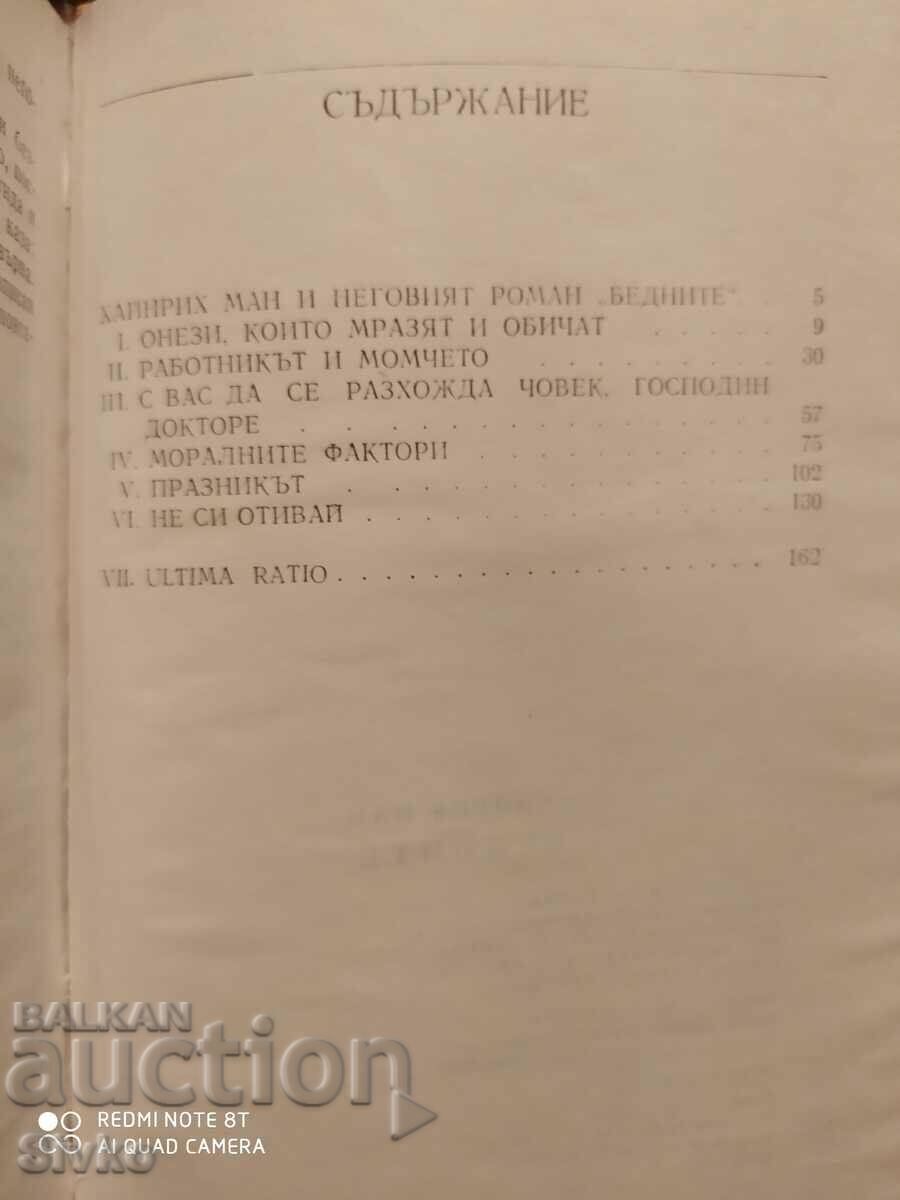 СЪДЪРЖАНИЕ
ХАЙНРИХ МАН И НЕГОВИЯТ РОМАН „БЕДНИТЕ“ . . 5
I. ОНЕЗИ, КОИТО МРАЗЯТ И ОБИЧАТ . . . . . 9
II. РАБОТНИКЪТ И МОМЧЕТО . . . . . . . . 30
III. С ВАС ДА СЕ РАЗХОЖДА ЧОВЕК, ГОСПОДИН
ДОКТОРЕ . . . . . . . . . . . . . . 57
IV. МОРАЛНИТЕ ФАКТОРИ . . . . . . . . . 75
V. ПРАЗНИКЪТ . . . . . . . . . . . . 102
VI. НЕ СИ ОТИВАЙ . . . . . . . . . . . 130
VII. ULTIMA RATIO . . . . . . . . . . . . 162
BALKAN
auction
REDMI NOTE 8T
AI QUAD CAMERA
Sivko